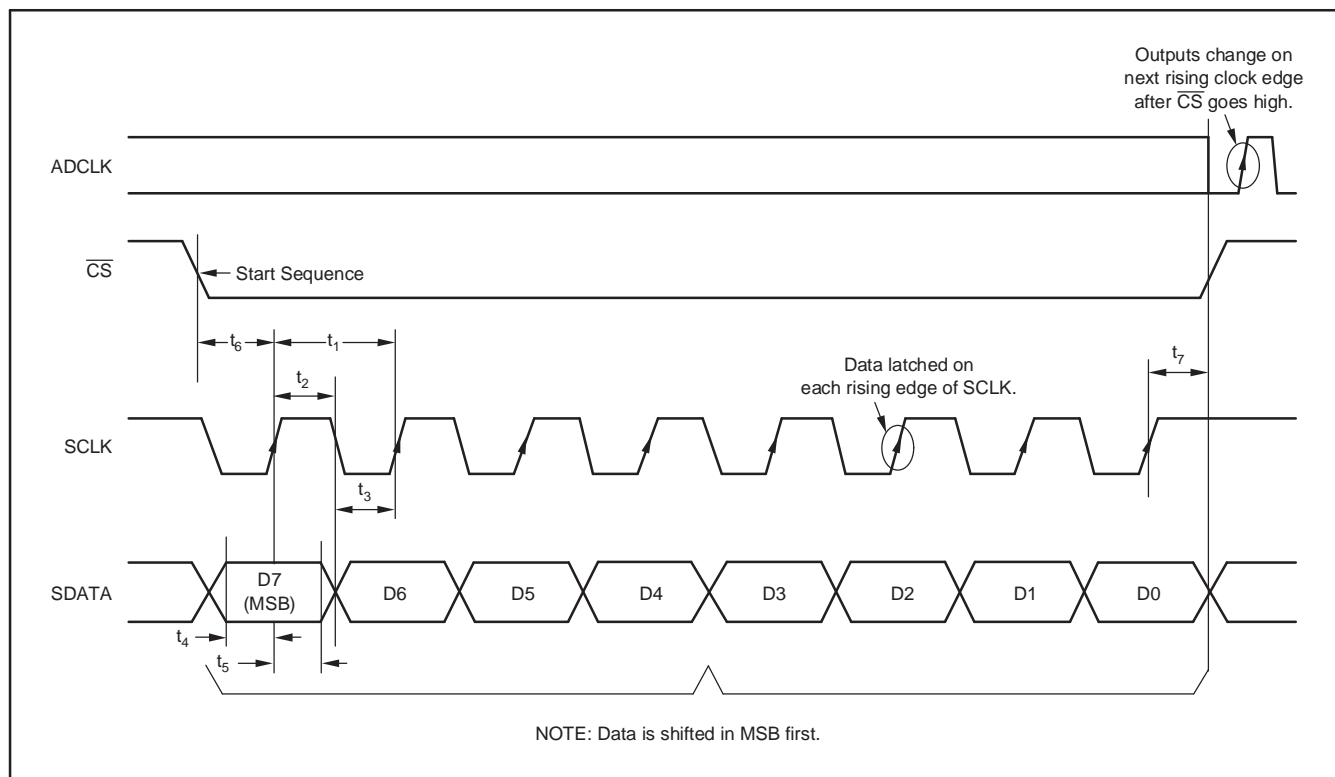 Outputs change on
next rising clock edge
after C̅S̅ goes high.
ADCLK
C̅S̅
Start Sequence
t₆
t₁
t₂
t₇
Data latched on
each rising edge of SCLK.
SCLK
t₃
SDATA
D7
(MSB)
D6
D5
D4
D3
D2
D1
D0
t₄
t₅
NOTE: Data is shifted in MSB first.